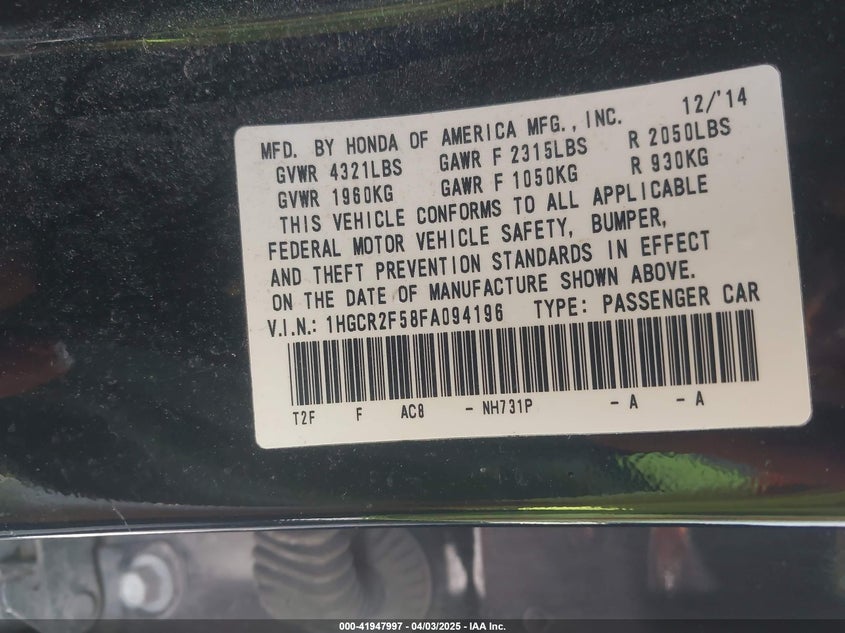 12/'14
MFD. BY HONDA OF AMERICA MFG., INC.
GVWR 4321LBS GAWR F 2315LBS R 2050LBS
GVWR 1960KG GAWR F 1050KG R 930KG
THIS VEHICLE CONFORMS TO ALL APPLICABLE
FEDERAL MOTOR VEHICLE SAFETY, BUMPER,
AND THEFT PREVENTION STANDARDS IN EFFECT
ON THE DATE OF MANUFACTURE SHOWN ABOVE.
V.I.N.: 1HGCR2F58FA094196 TYPE: PASSENGER CAR
T2F F AC8 - NH731P - A - A
000-41947997 - 04/03/2025 - IAA Inc.